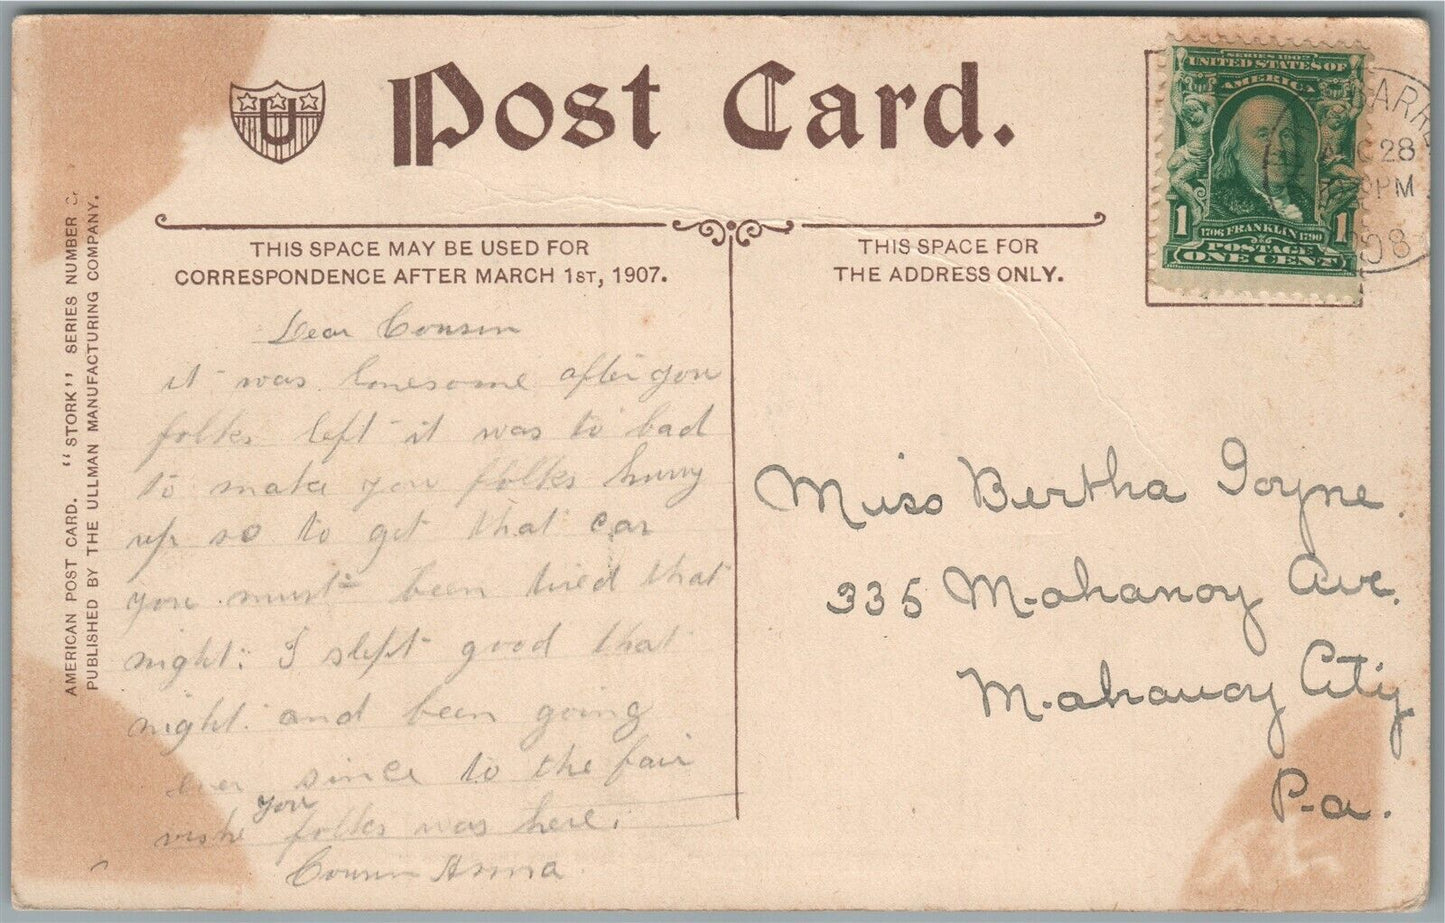 Post Card.
U
THIS SPACE MAY BE USED FOR
CORRESPONDENCE AFTER MARCH 1ST, 1907.
THIS SPACE FOR
THE ADDRESS ONLY.
SERIES 1902
UNITED STATES OF
AMERICA
1 1
1706 FRANKLIN 1790
POSTAGE
ONE CENT
BARRE
28
PM
08
AMERICAN POST CARD. "STORK" SERIES NUMBER
PUBLISHED BY THE ULLMAN MANUFACTURING COMPANY.
Dear Cousin
it was lonesome after you
folks left it was to bad
to make you folks hurry
up so to get that car
you must been tired that
night. I slept good that
night. and been going
ever since to the fair
wishe you folks was here.
Cousin Anna
Miss Bertha Goyne.
335 Mahanoy Ave.
Mahanoy City
Pa.